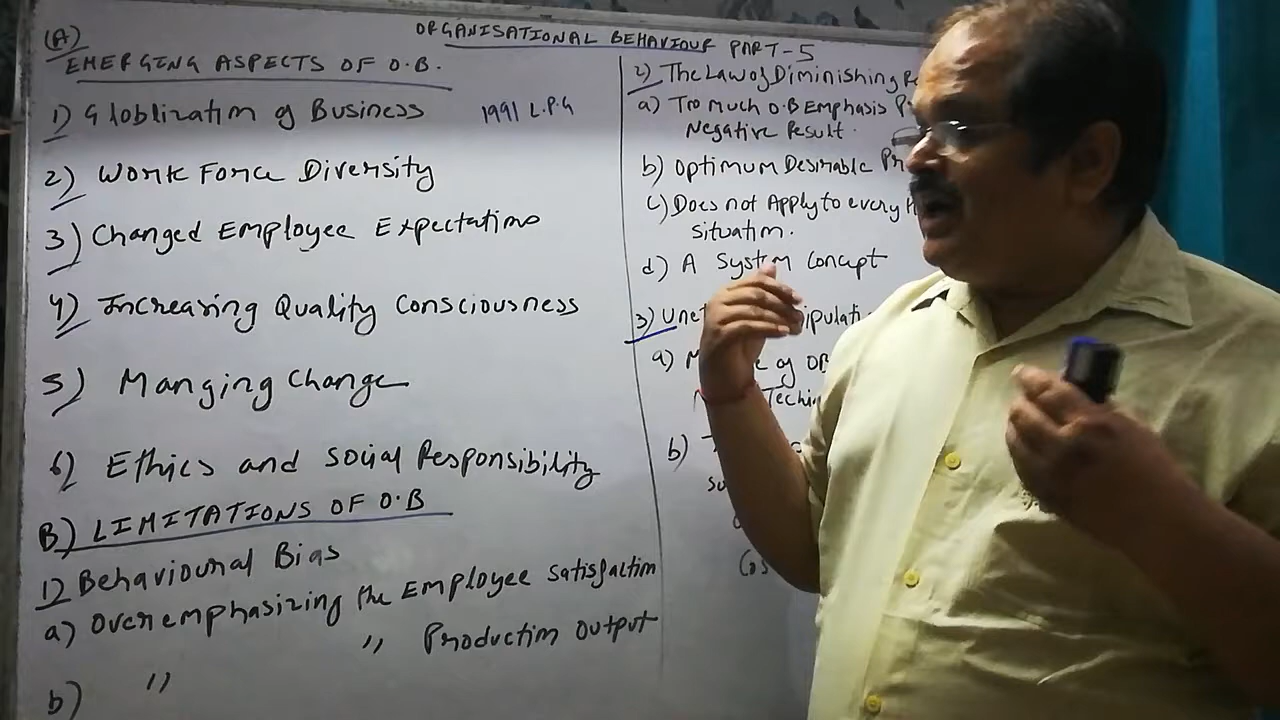 ORGANISATIONAL BEHAVIOUR PART-5
(A)
EMERGING ASPECTS OF O.B.
1) Globlization of Business 1991 L.P.G
2) Work Force Diversity
3) Changed Employee Expectations
4) Increasing Quality Consciousness
5) Manging Change
6) Ethics and Social Responsibility
B) LIMITATIONS OF O.B
1) Behavioural Bias
a) Overemphasizing the Employee Satisfaction
b) " " Production Output
2) The Law of Diminishing
a) Too Much O.B Emphasis
Negative Result.
b) Optimum Desirable
c) Does not Apply to every
situation.
d) A System Concept
3)
a) of OB
b)